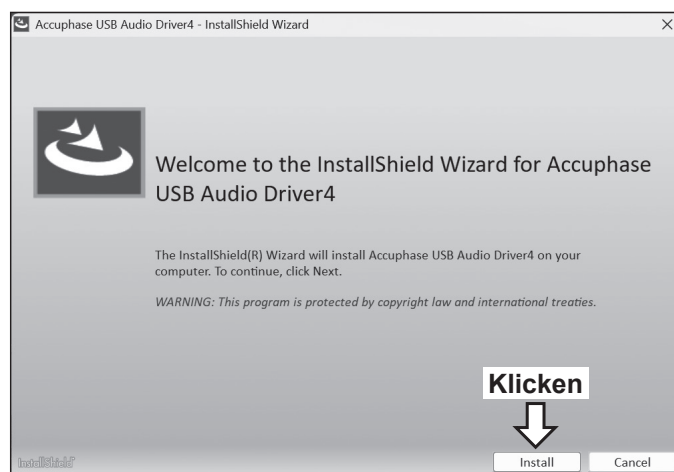 Accuphase USB Audio Driver4 - InstallShield Wizard
Welcome to the InstallShield Wizard for Accuphase
USB Audio Driver4
The InstallShield(R) Wizard will install Accuphase USB Audio Driver4 on your
computer. To continue, click Next.
WARNING: This program is protected by copyright law and international treaties.
Klicken
InstallShield
Install Cancel